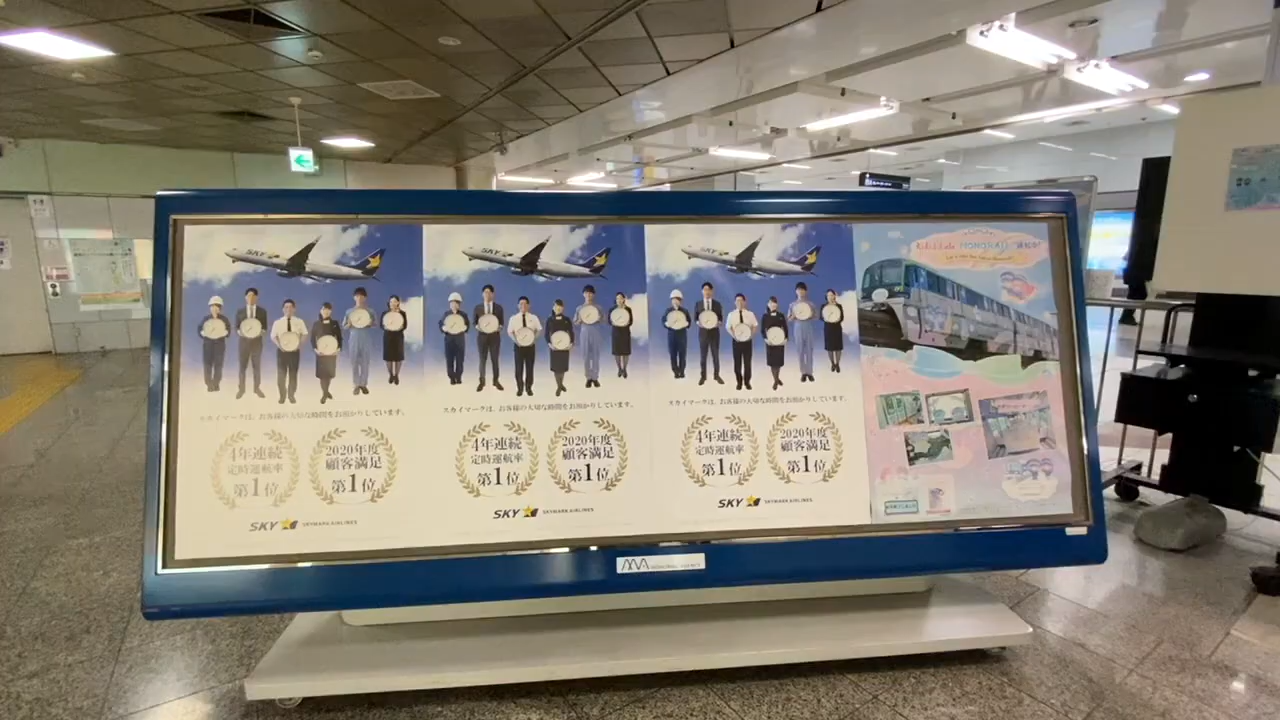 SKY
スカイマークは、お客様の大切な時間をお預かりしています。
4年連続
定時運航率
第1位
2020年度
顧客満足
第1位
SKY SKYMARK AIRLINES
SKY
スカイマークは、お客様の大切な時間をお預かりしています。
4年連続
定時運航率
第1位
2020年度
顧客満足
第1位
SKY SKYMARK AIRLINES
SKY
スカイマークは、お客様の大切な時間をお預かりしています。
4年連続
定時運航率
第1位
2020年度
顧客満足
第1位
SKY SKYMARK AIRLINES
MONORAIL